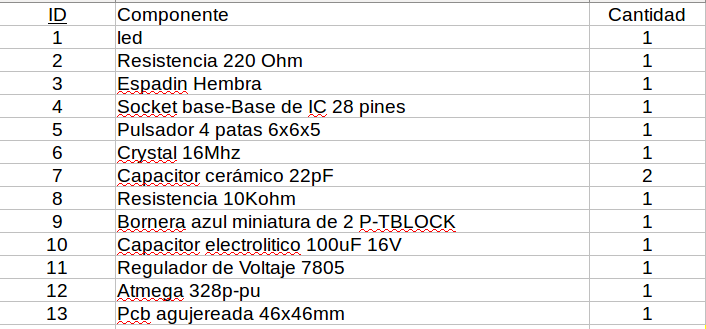 ID Componente Cantidad
1 led 1
2 Resistencia 220 Ohm 1
3 Espadin Hembra 1
4 Socket base-Base de IC 28 pines 1
5 Pulsador 4 patas 6x6x5 1
6 Crystal 16Mhz 1
7 Capacitor cerámico 22pF 2
8 Resistencia 10Kohm 1
9 Bornera azul miniatura de 2 P-TBLOCK 1
10 Capacitor electrolitico 100uF 16V 1
11 Regulador de Voltaje 7805 1
12 Atmega 328p-pu 1
13 Pcb agujereada 46x46mm 1